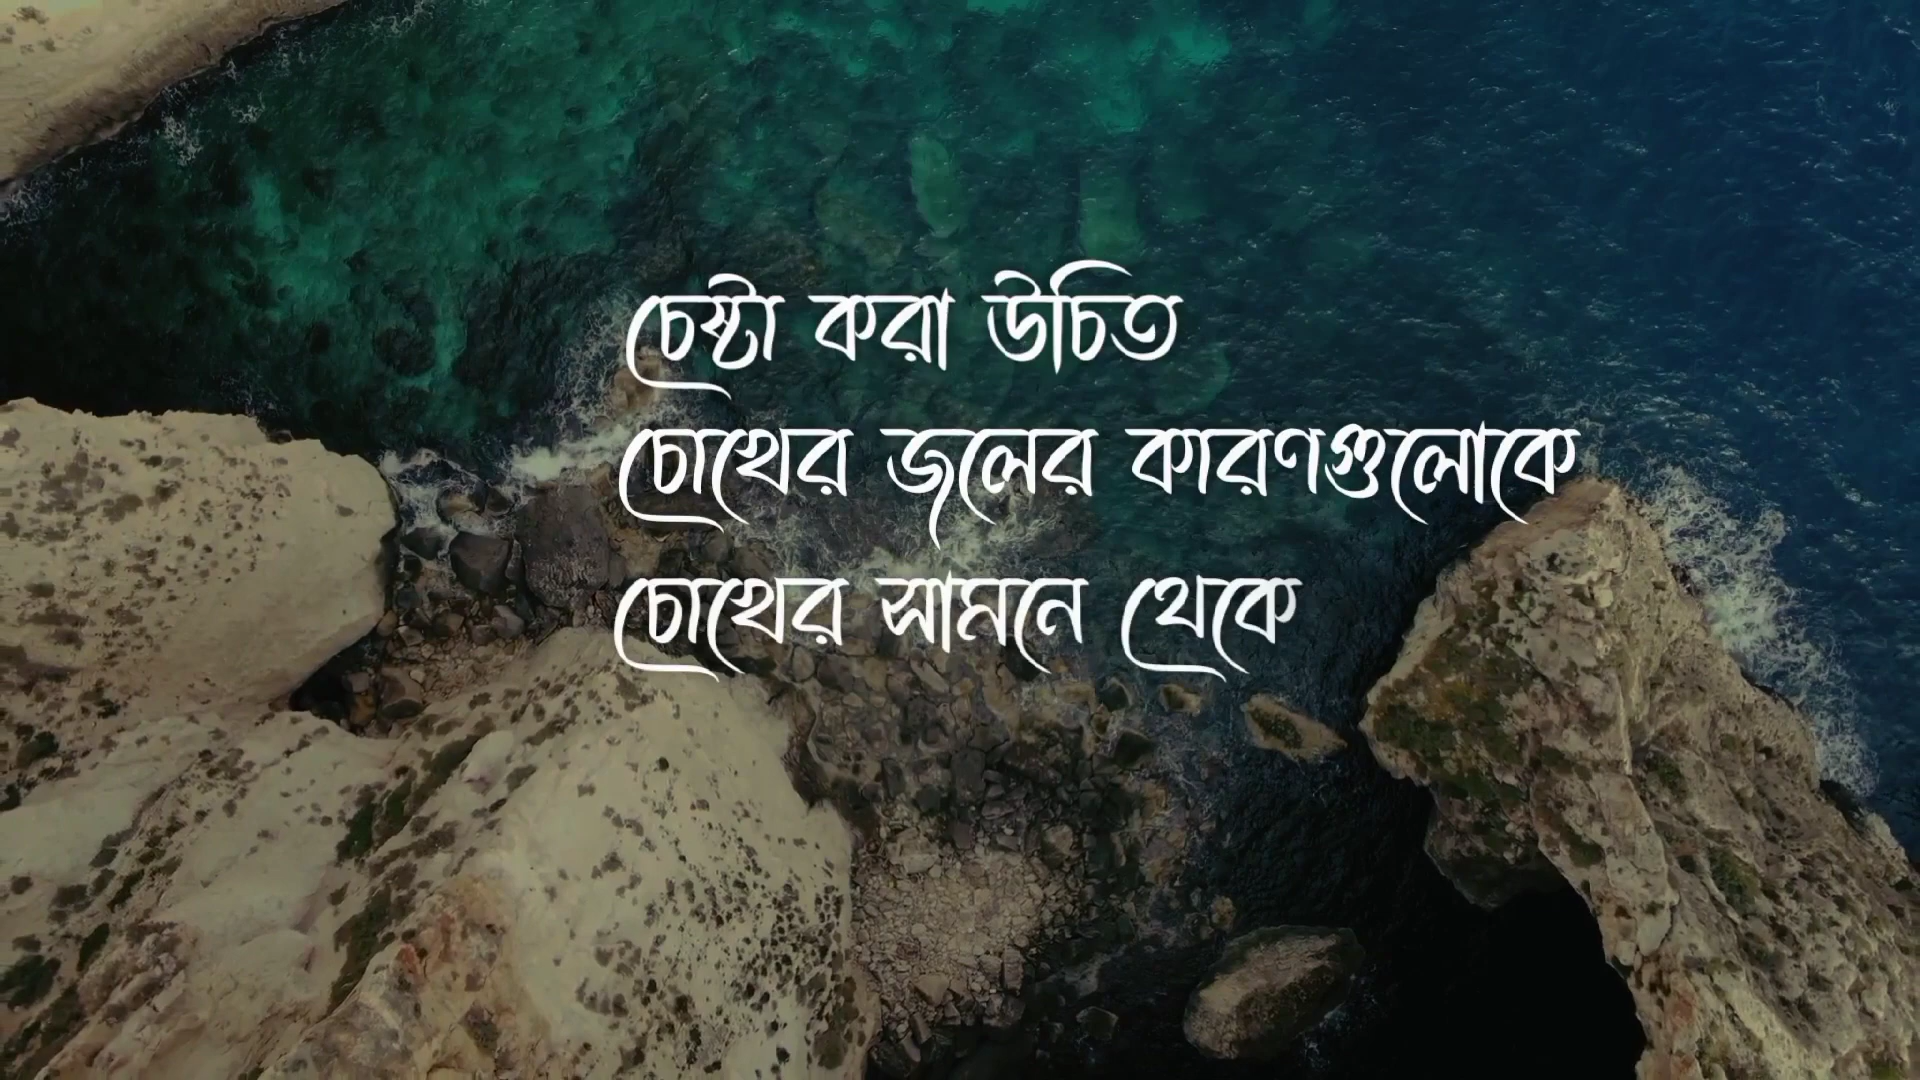 চেষ্টা করা উচিত
চোখের জলের কারণগুলোকে
চোখের সামনে থেকে